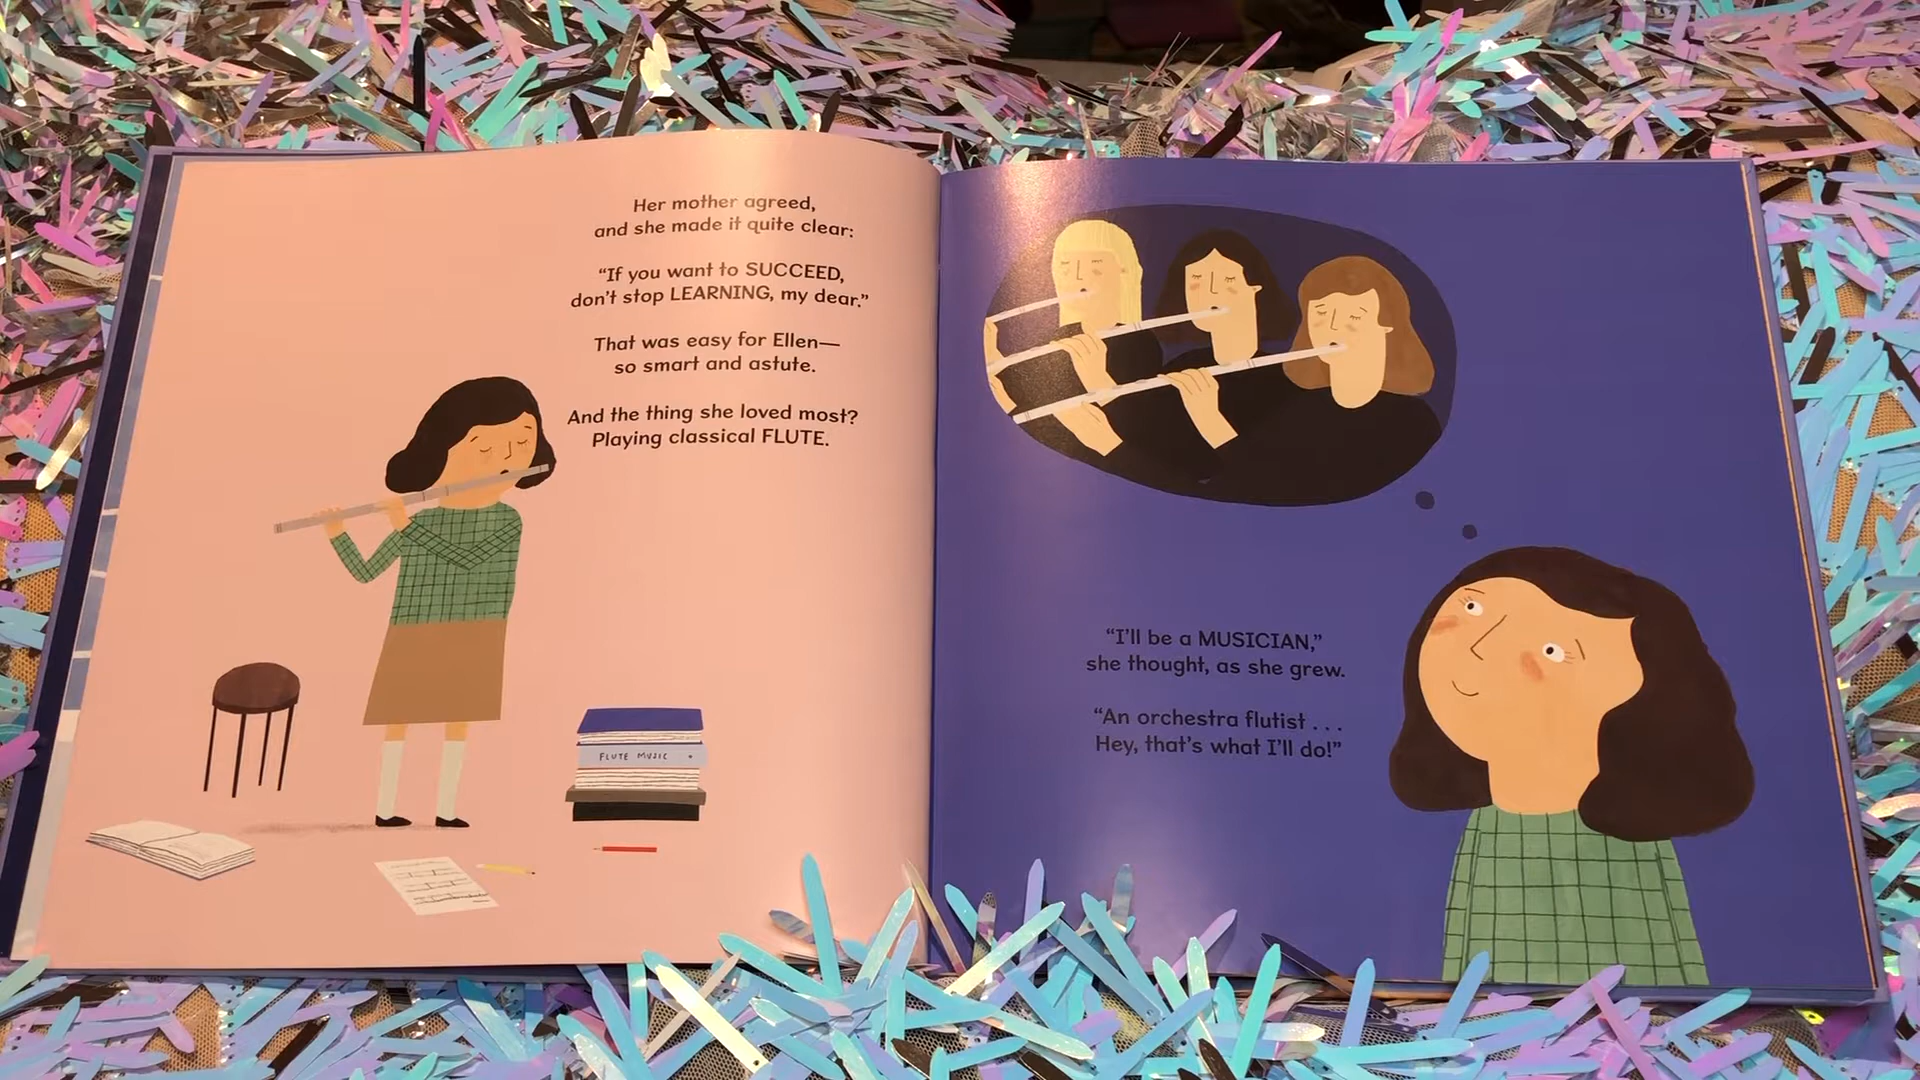 Her mother agreed,
and she made it quite clear:
“If you want to SUCCEED,
don’t stop LEARNING, my dear.”
That was easy for Ellen—
so smart and astute.
And the thing she loved most?
Playing classical FLUTE.
FLUTE MUSIC
“I’ll be a MUSICIAN,”
she thought, as she grew.
“An orchestra flutist . . .
Hey, that’s what I’ll do!”